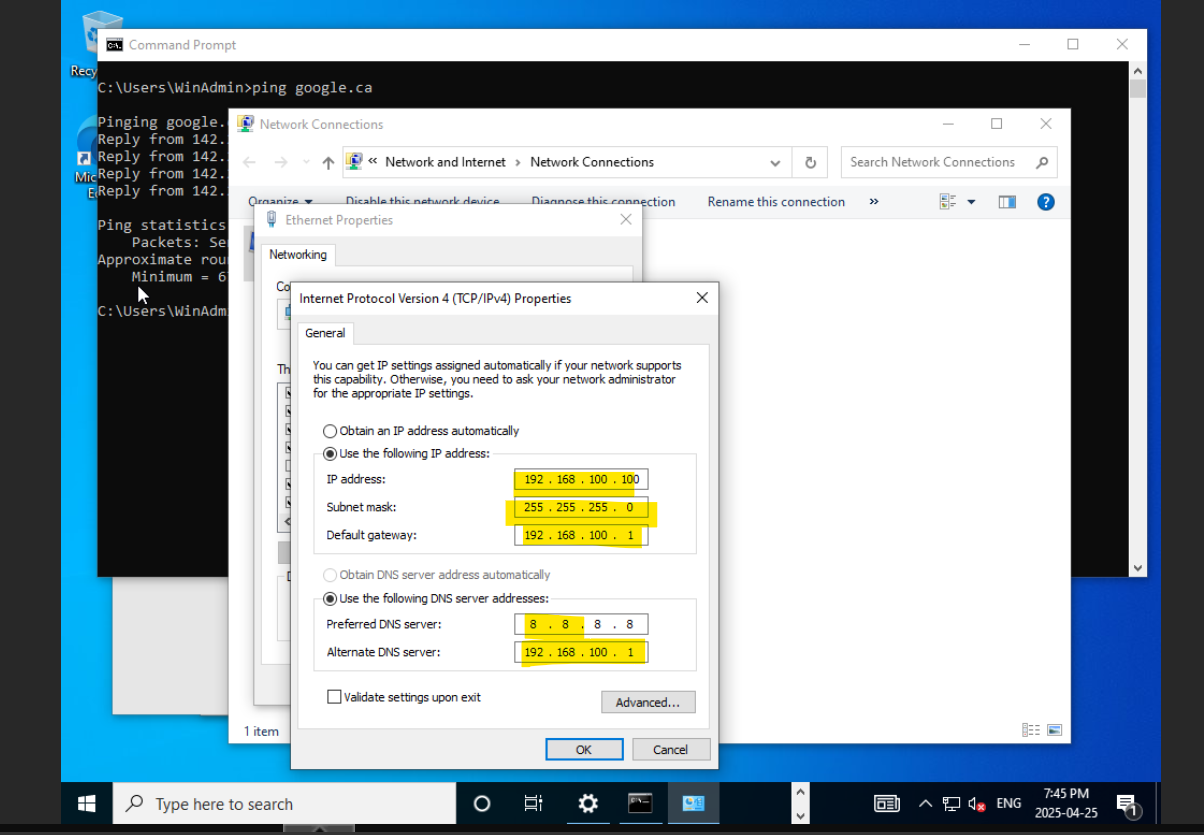 Recy
Mic
E
Command Prompt
C:\Users\WinAdmin>ping google.ca
Pinging google.
Reply from 142.
Reply from 142.
Reply from 142.
Reply from 142.
Ping statistics
Packets: Se
Approximate rou
Minimum = 6
C:\Users\WinAdm
Network Connections
« Network and Internet > Network Connections
Search Network Connections
Organize Disable this network device Diagnose this connection Rename this connection »
Ethernet Properties
Networking
Co
Th
Internet Protocol Version 4 (TCP/IPv4) Properties
General
You can get IP settings assigned automatically if your network supports
this capability. Otherwise, you need to ask your network administrator
for the appropriate IP settings.
Obtain an IP address automatically
Use the following IP address:
IP address: 192 . 168 . 100 . 100
Subnet mask: 255 . 255 . 255 . 0
Default gateway: 192 . 168 . 100 . 1
Obtain DNS server address automatically
Use the following DNS server addresses:
Preferred DNS server: 8 . 8 . 8 . 8
Alternate DNS server: 192 . 168 . 100 . 1
Validate settings upon exit
Advanced...
OK Cancel
1 item
Type here to search
ENG
7:45 PM
2025-04-25
1